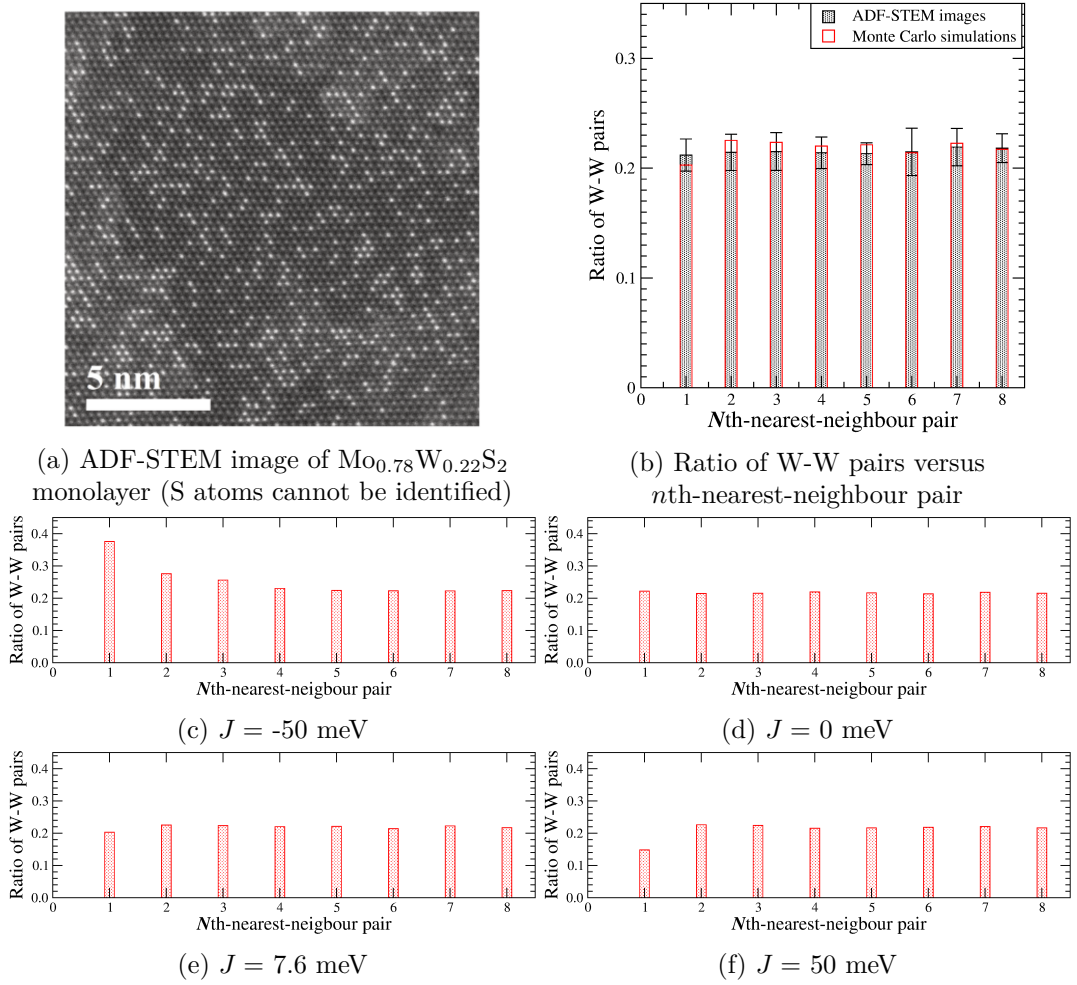 5 nm
(a) ADF-STEM image of Mo0.78W0.22S2
monolayer (S atoms cannot be identified)
ADF-STEM images
Monte Carlo simulations
Ratio of W-W pairs
0.3
0.2
0.1
0
0 1 2 3 4 5 6 7 8
Nth-nearest-neighbour pair
(b) Ratio of W-W pairs versus
nth-nearest-neighbour pair
Ratio of W-W pairs
0.4
0.3
0.2
0.1
0.0
0 1 2 3 4 5 6 7 8
Nth-nearest-neigbour pair
(c) J = -50 meV
Ratio of W-W pairs
0.4
0.3
0.2
0.1
0.0
0 1 2 3 4 5 6 7 8
Nth-nearest-neigbour pair
(d) J = 0 meV
Ratio of W-W pairs
0.4
0.3
0.2
0.1
0.0
0 1 2 3 4 5 6 7 8
Nth-nearest-neigbour pair
(e) J = 7.6 meV
Ratio of W-W pairs
0.4
0.3
0.2
0.1
0.0
0 1 2 3 4 5 6 7 8
Nth-nearest-neigbour pair
(f) J = 50 meV